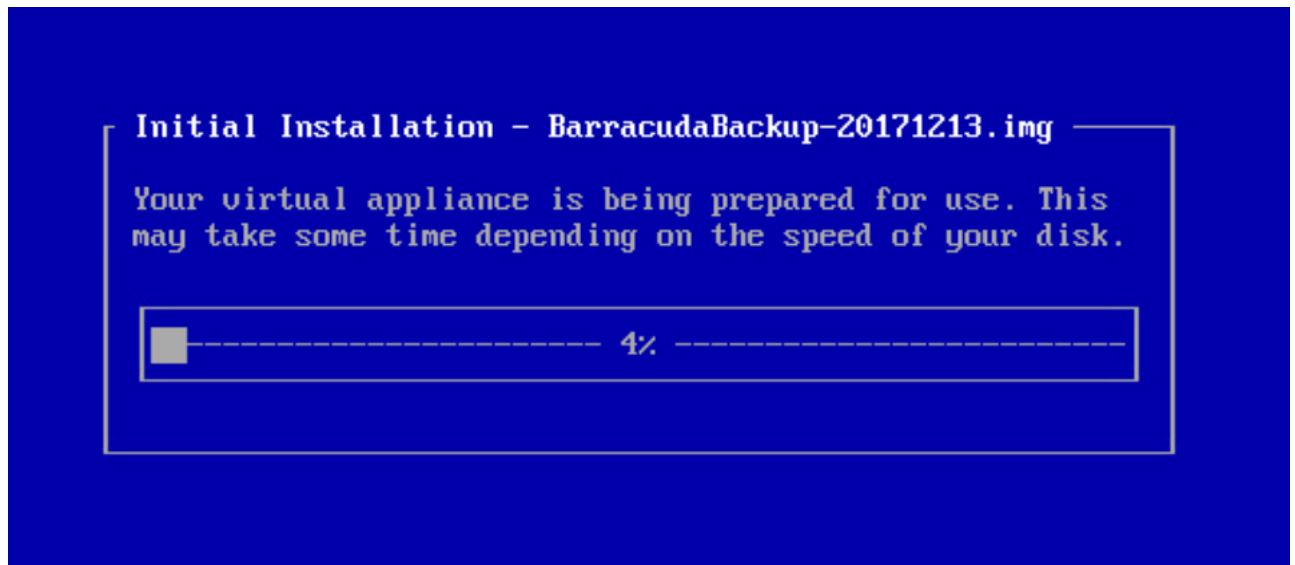 Initial Installation - BarracudaBackup-20171213.img
Your virtual appliance is being prepared for use. This
may take some time depending on the speed of your disk.
4%